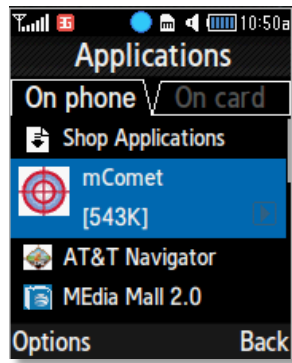 10:50a
Applications
On phone On card
Shop Applications
mComet
[543K]
AT&T Navigator
MEdia Mall 2.0
Options Back